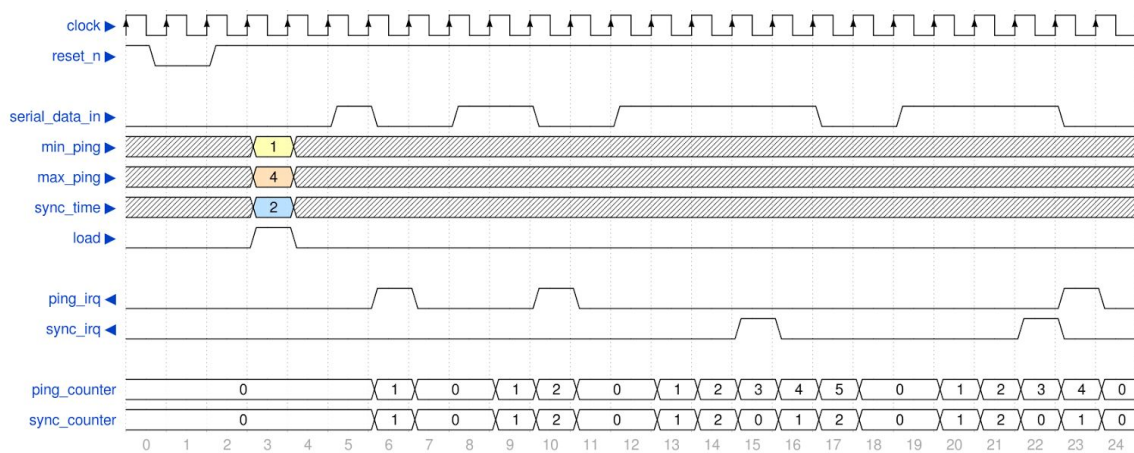 clock ▶
reset_n ▶
serial_data_in ▶
min_ping ▶ 1
max_ping ▶ 4
sync_time ▶ 2
load ▶
ping_irq ◀
sync_irq ◀
ping_counter 0 1 0 1 2 0 1 2 3 4 5 0 1 2 3 4 0
sync_counter 0 1 0 1 2 0 1 2 0 1 2 0 1 2 0 1 0
0 1 2 3 4 5 6 7 8 9 10 11 12 13 14 15 16 17 18 19 20 21 22 23 24